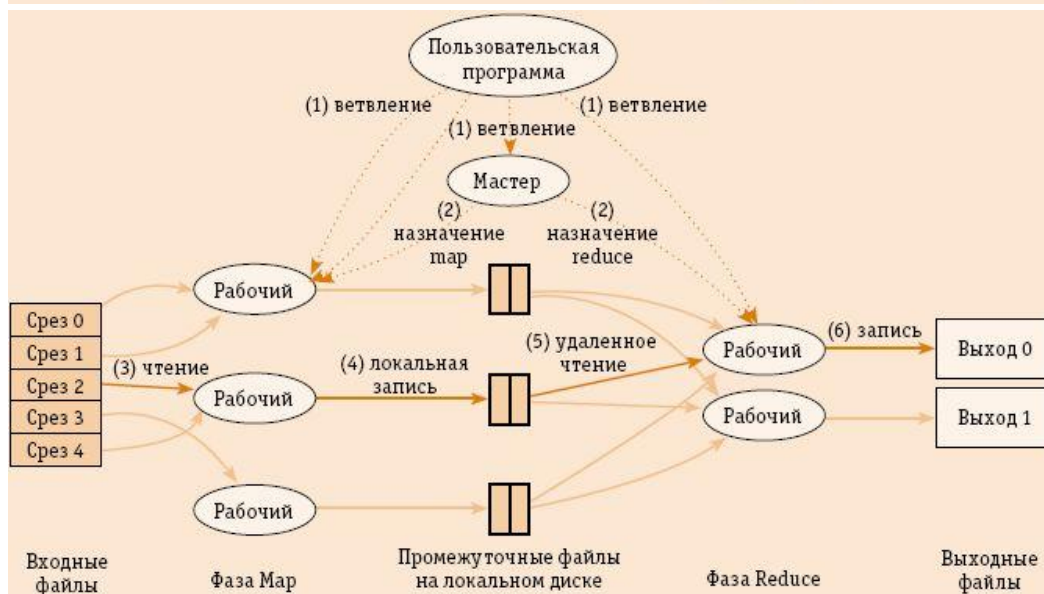 Пользовательская
программа
(1) ветвление
(1) ветвление
(1) ветвление
Мастер
(2)
назначение
map
(2)
назначение
reduce
Рабочий
Срез 0
Срез 1
Срез 2
Срез 3
Срез 4
(3) чтение
Рабочий
(4) локальная
запись
(5) удаленное
чтение
Рабочий
(6) запись
Выход 0
Рабочий
Выход 1
Рабочий
Входные
файлы
Фаза Map
Промежуточные файлы
на локальном диске
Фаза Reduce
Выходные
файлы